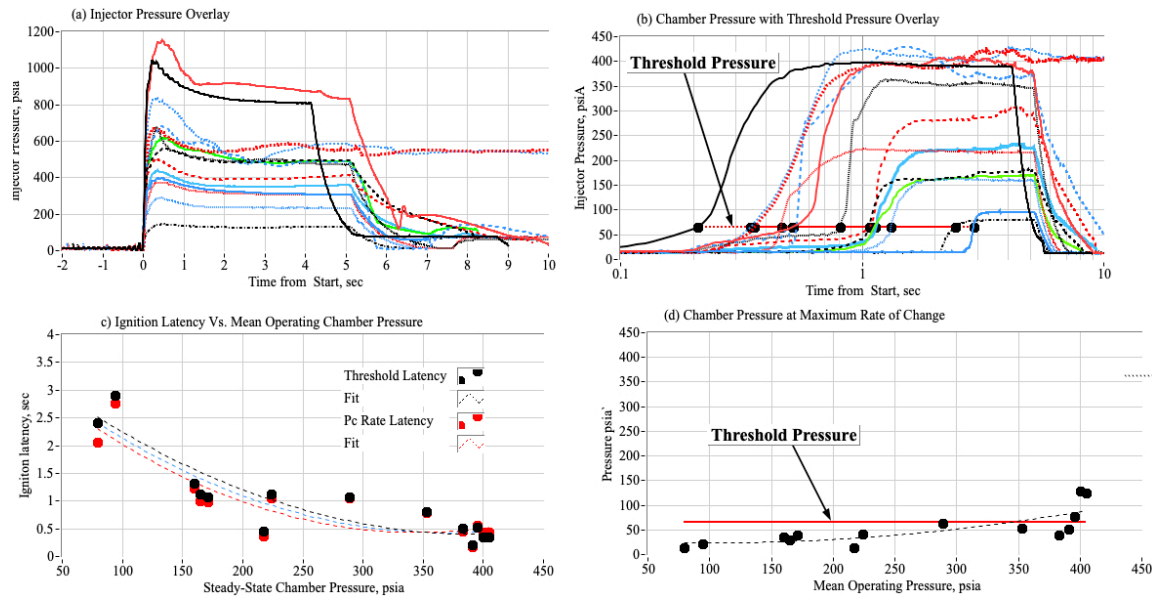 (a) Injector Pressure Overlay
Injector Pressure, psia
1200
1000
800
600
400
200
0
-2 -1 0 1 2 3 4 5 6 7 8 9 10
Time from Start, sec
(b) Chamber Pressure with Threshold Pressure Overlay
Injector Pressure, psiA
450
400
350
300
250
200
150
100
50
0
Threshold Pressure
0.1 1 10
Time from Start, sec
c) Ignition Latency Vs. Mean Operating Chamber Pressure
Igniton latency, sec
4
3.5
3
2.5
2
1.5
1
0.5
0
Threshold Latency
Fit
Pc Rate Latency
Fit
50 100 150 200 250 300 350 400 450
Steady-State Chamber Pressure, psia
(d) Chamber Pressure at Maximum Rate of Change
Pressure psia`
450
400
350
300
250
200
150
100
50
0
Threshold Pressure
50 100 150 200 250 300 350 400 450
Mean Operating Pressure, psia